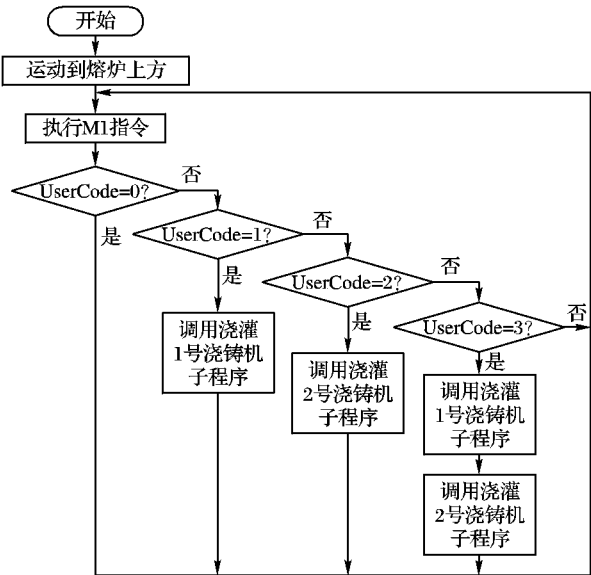 开始
运动到熔炉上方
执行M1指令
UserCode=0?
否
是
UserCode=1?
否
是
UserCode=2?
否
是
UserCode=3?
否
是
调用浇灌
1号浇铸机
子程序
调用浇灌
2号浇铸机
子程序
调用浇灌
1号浇铸机
子程序
调用浇灌
2号浇铸机
子程序